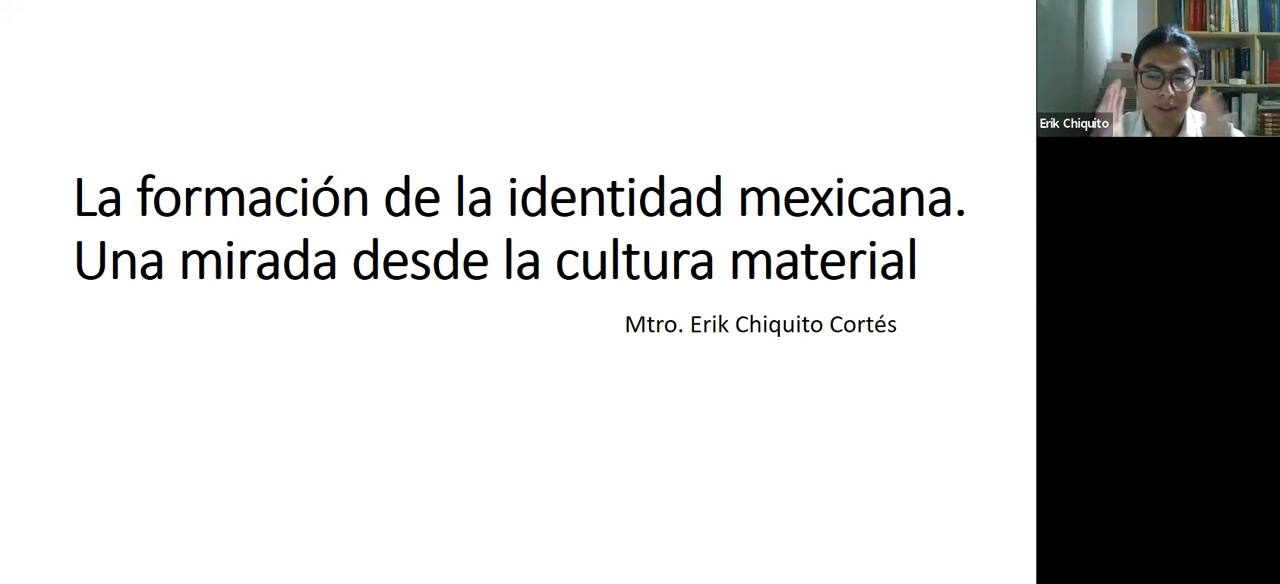 La formación de la identidad mexicana.
Una mirada desde la cultura material
Mtro. Erik Chiquito Cortés
Erik Chiquito